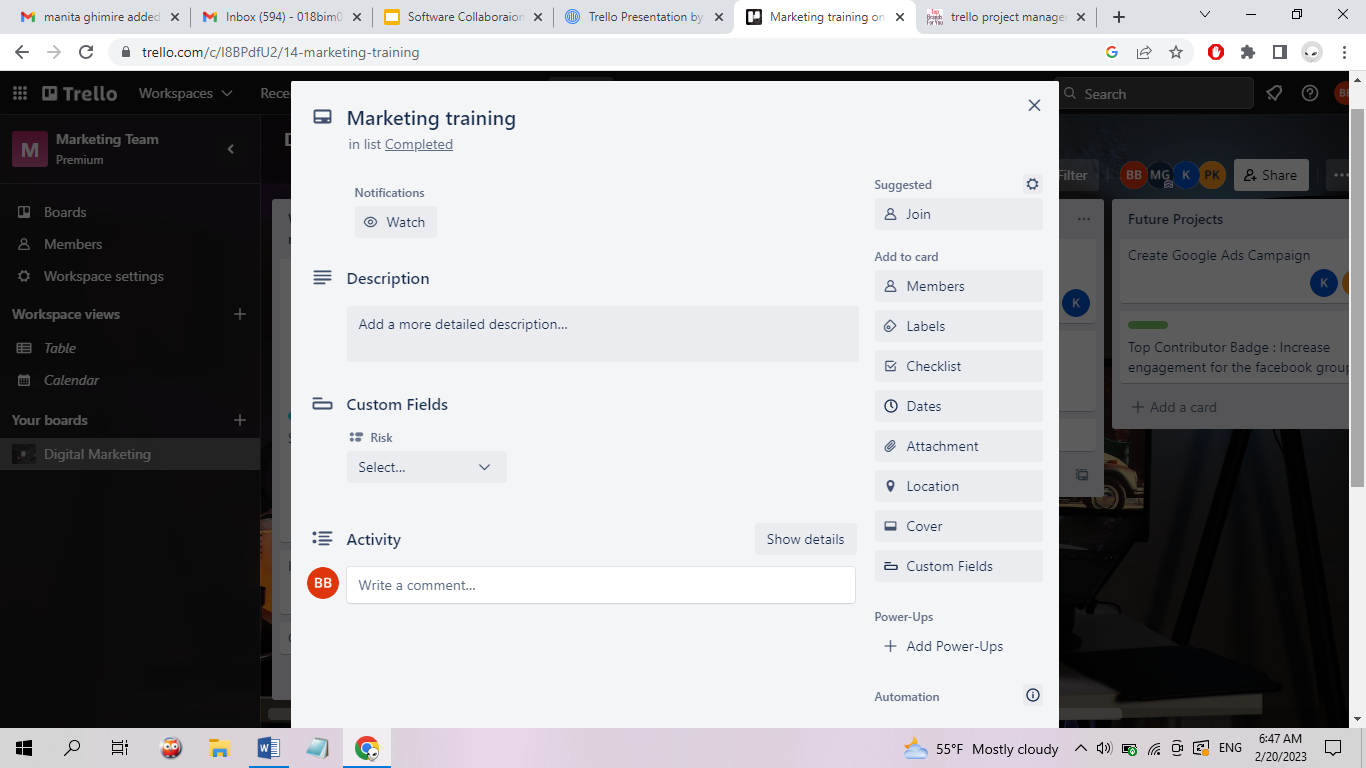 manita ghimire added
Inbox (594) - 018bim0
Software Collaboraion
Trello Presentation by
Marketing training on
trello project manage
trello.com/c/I8BPdfU2/14-marketing-training
Trello
Workspaces
Rece
Search
Marketing Team
Premium
M
Boards
Members
Workspace settings
Workspace views
Table
Calendar
Your boards
Digital Marketing
Marketing training
in list Completed
Notifications
Watch
Description
Add a more detailed description...
Custom Fields
Risk
Select...
Activity
Show details
BB
Write a comment...
Suggested
Join
Add to card
Members
Labels
Checklist
Dates
Attachment
Location
Cover
Custom Fields
Power-Ups
Add Power-Ups
Automation
Filter
BB
MG
K
PK
Share
Future Projects
Create Google Ads Campaign
K
K
Top Contributor Badge : Increase
engagement for the facebook group
Add a card
55°F Mostly cloudy
ENG
6:47 AM
2/20/2023